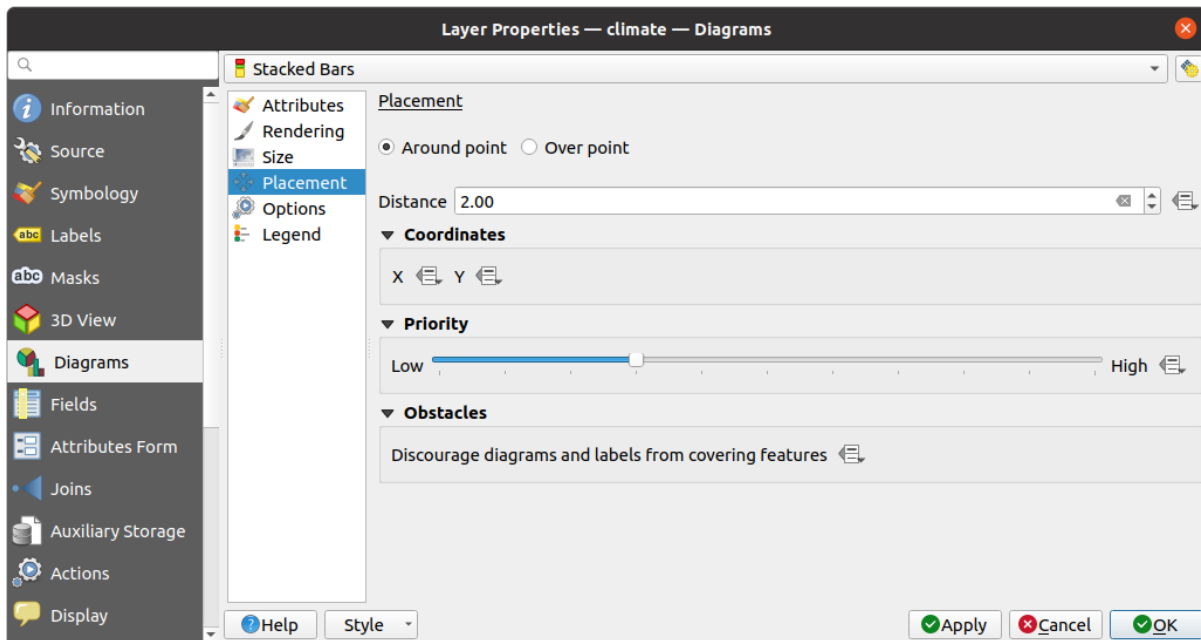 Layer Properties — climate — Diagrams
Stacked Bars
Information
Source
Symbology
abc Labels
abc Masks
3D View
Diagrams
Fields
Attributes Form
Joins
Auxiliary Storage
Actions
Display
Attributes
Rendering
Size
Placement
Options
Legend
Placement
Around point Over point
Distance 2.00
Coordinates
X Y
Priority
Low High
Obstacles
Discourage diagrams and labels from covering features
Help Style Apply Cancel OK